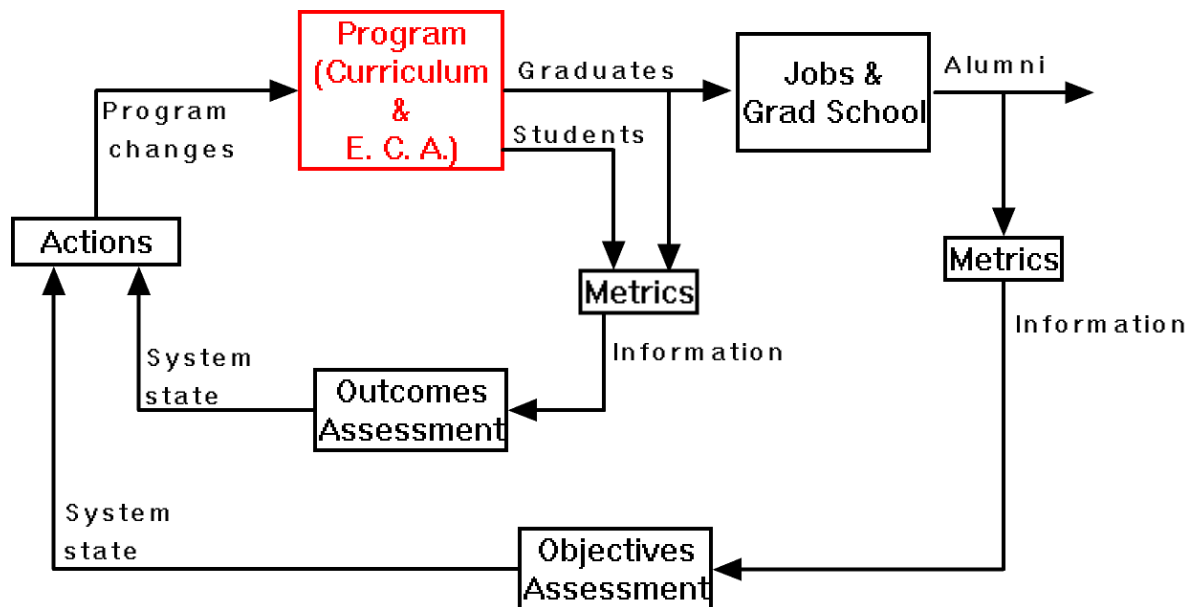 Program
(Curriculum
&
E. C. A.)
Graduates
Students
Jobs &
Grad School
Alumni
Program
changes
Actions
Metrics
Metrics
Information
Information
System
state
Outcomes
Assessment
System
state
Objectives
Assessment